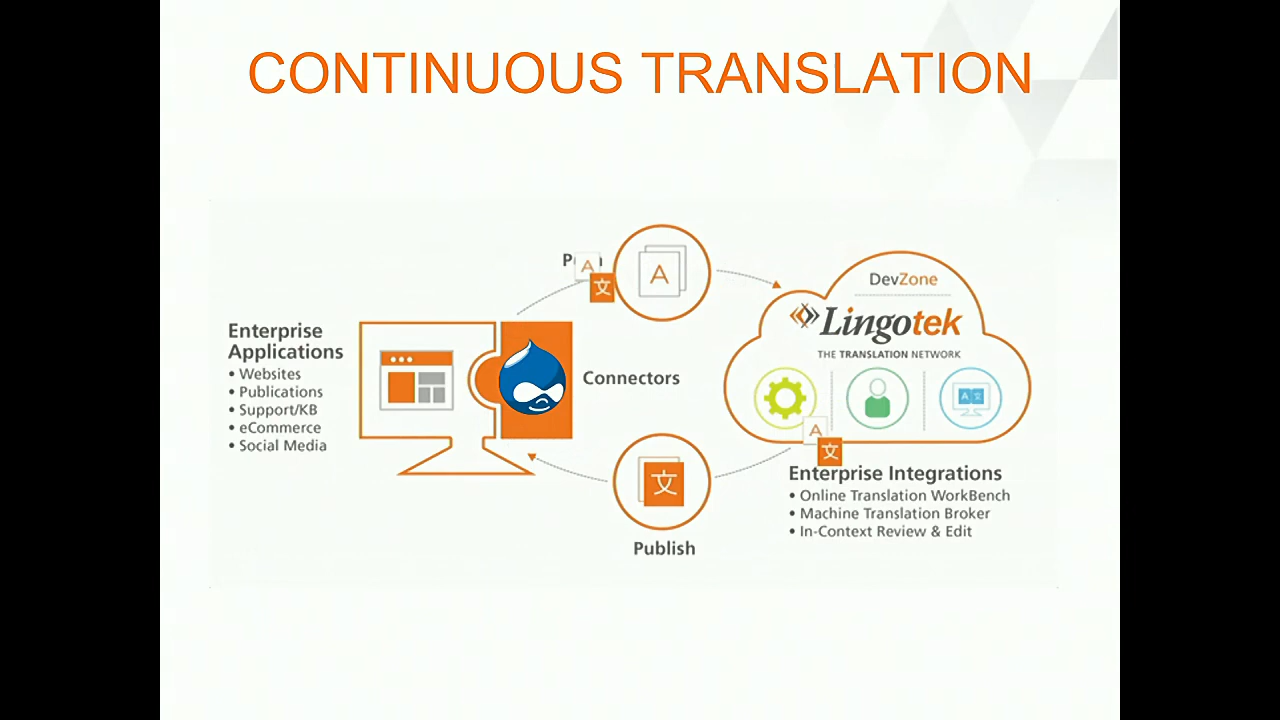 CONTINUOUS TRANSLATION
A
A
文
DevZone
Lingotek
THE TRANSLATION NETWORK
Enterprise
Applications
• Websites
• Publications
• Support/KB
• eCommerce
• Social Media
Connectors
A 文
A
文
文
Publish
Enterprise Integrations
• Online Translation WorkBench
• Machine Translation Broker
• In-Context Review & Edit